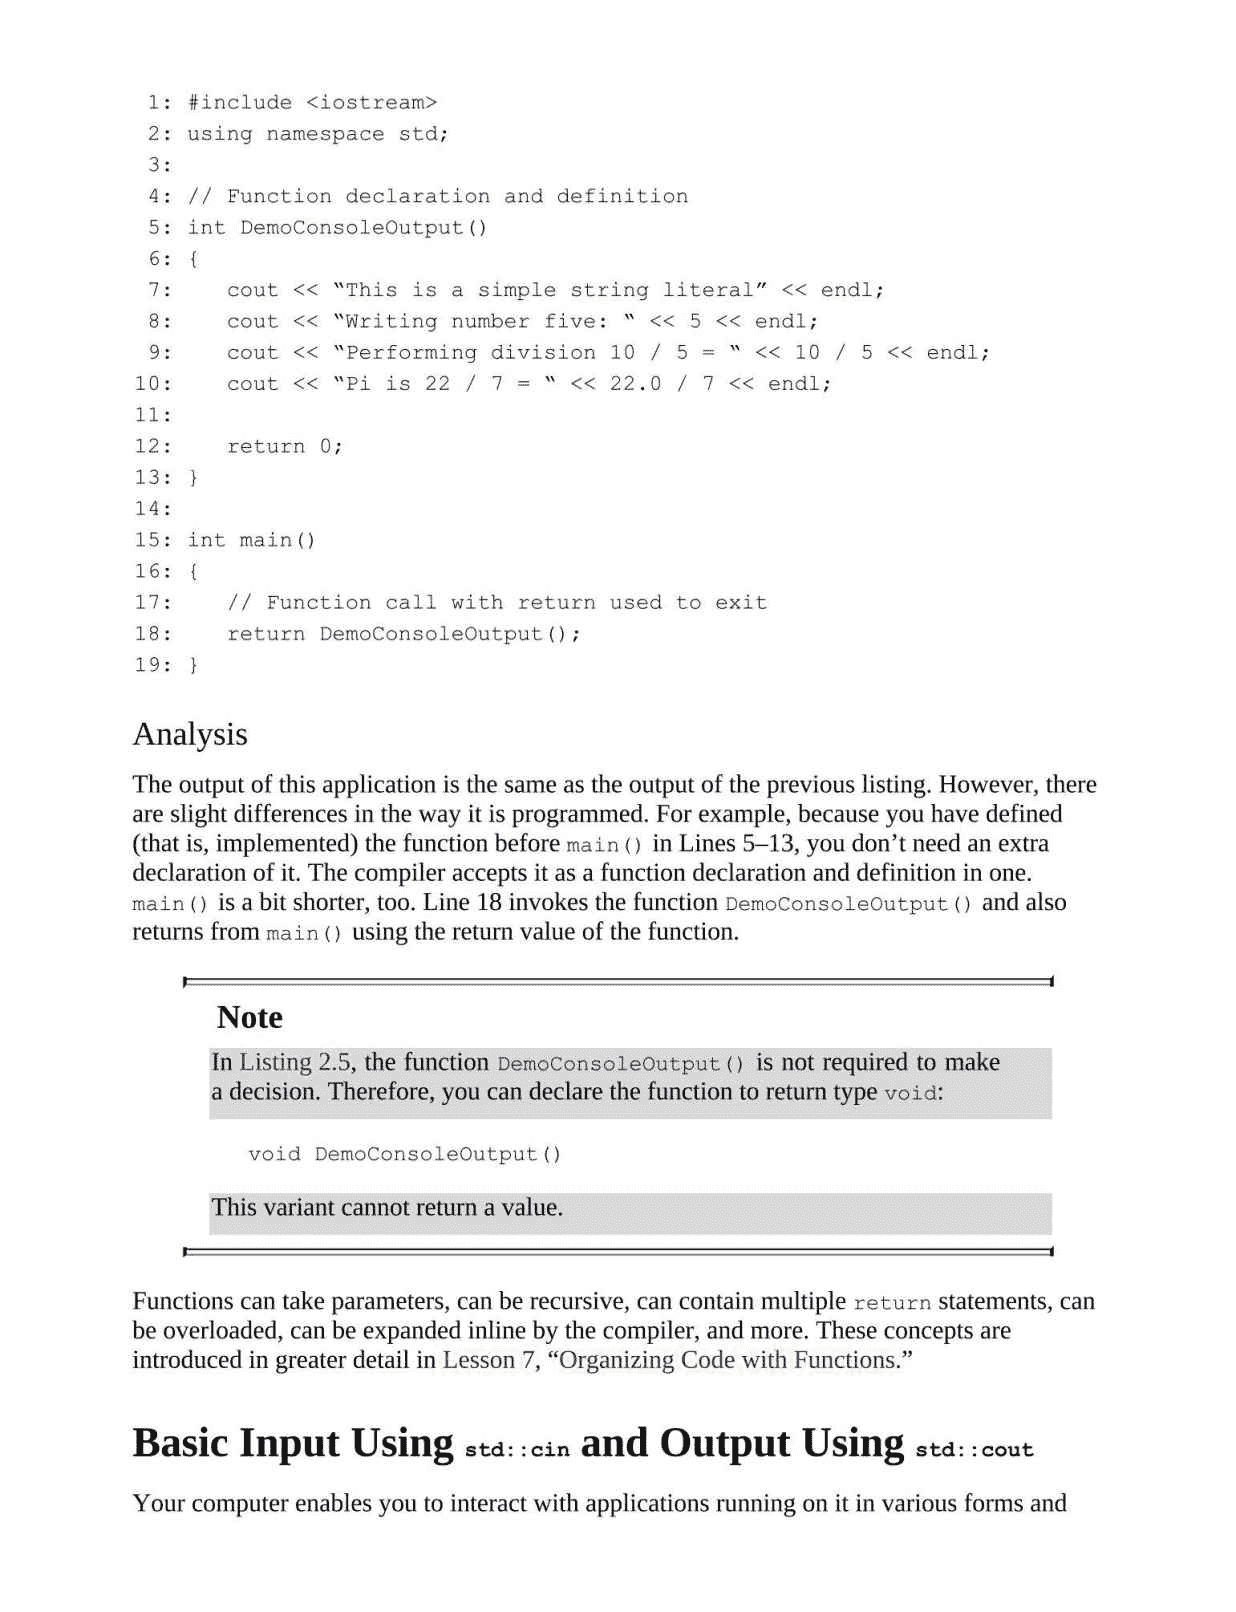 1: #include <iostream>
2: using namespace std;
3:
4: // Function declaration and definition
5: int DemoConsoleOutput()
6: {
7:    cout << “This is a simple string literal” << endl;
8:    cout << “Writing number five: “ << 5 << endl;
9:    cout << “Performing division 10 / 5 = “ << 10 / 5 << endl;
10:    cout << “Pi is 22 / 7 = “ << 22.0 / 7 << endl;
11:
12:    return 0;
13: }
14:
15: int main()
16: {
17:    // Function call with return used to exit
18:    return DemoConsoleOutput();
19: }
Analysis
The output of this application is the same as the output of the previous listing. However, there
are slight differences in the way it is programmed. For example, because you have defined
(that is, implemented) the function before main() in Lines 5–13, you don’t need an extra
declaration of it. The compiler accepts it as a function declaration and definition in one.
main() is a bit shorter, too. Line 18 invokes the function DemoConsoleOutput() and also
returns from main() using the return value of the function.
Note
In Listing 2.5, the function DemoConsoleOutput() is not required to make
a decision. Therefore, you can declare the function to return type void:
void DemoConsoleOutput()
This variant cannot return a value.
Functions can take parameters, can be recursive, can contain multiple return statements, can
be overloaded, can be expanded inline by the compiler, and more. These concepts are
introduced in greater detail in Lesson 7, “Organizing Code with Functions.”
Basic Input Using std::cin and Output Using std::cout
Your computer enables you to interact with applications running on it in various forms and